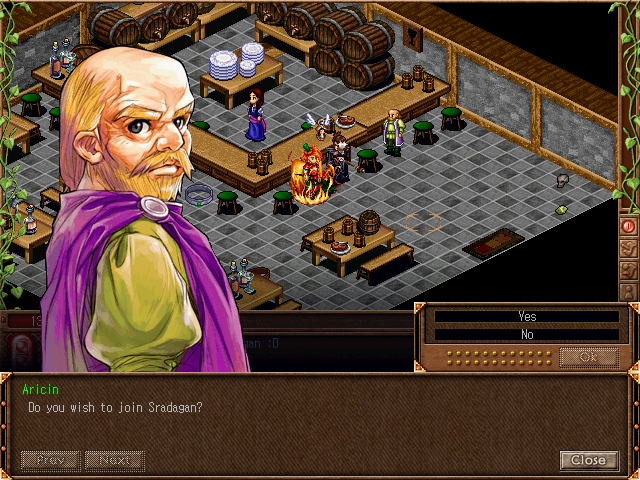 Yes
No
Ok
Aricin
Do you wish to join Sradagan?
Prev
Next
Close